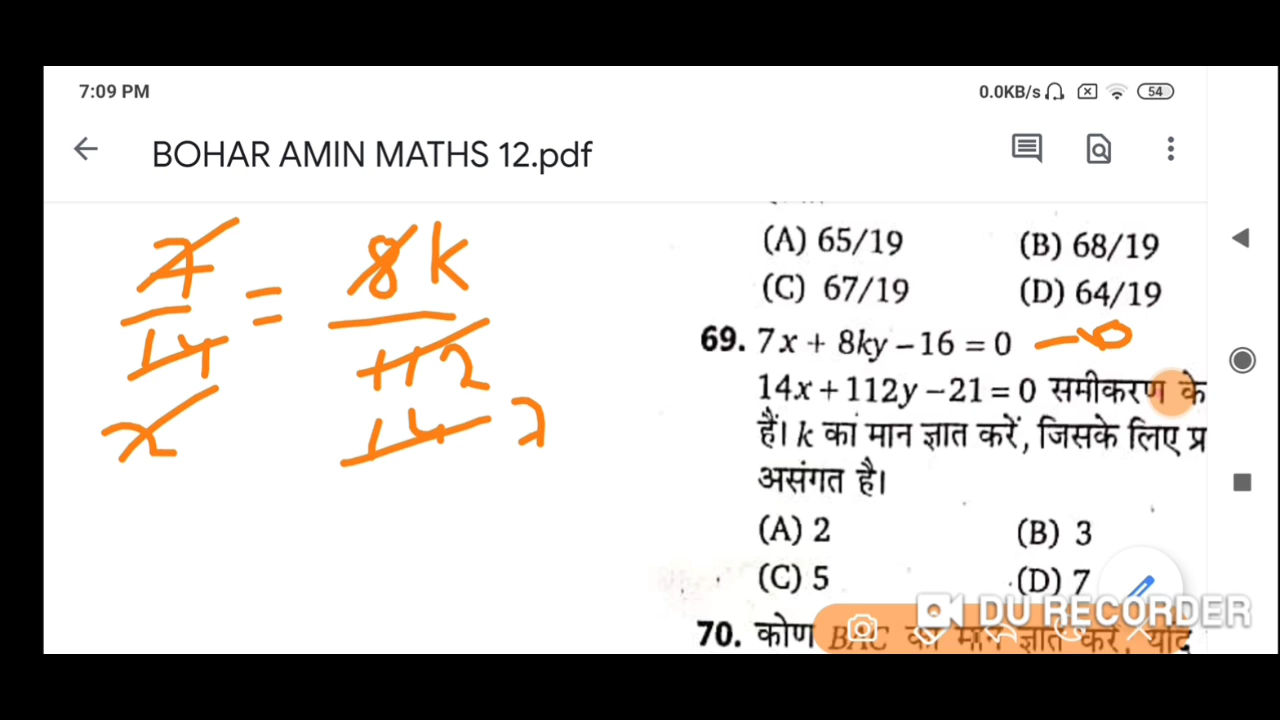 7:09 PM 0.0KB/s 54
BOHAR AMIN MATHS 12.pdf
(A) 65/19 (B) 68/19
(C) 67/19 (D) 64/19
69. 7x + 8ky – 16 = 0
14x + 112y – 21 = 0 समीकरण के
हैं। k का मान ज्ञात करें, जिसके लिए प्र
असंगत है।
(A) 2 (B) 3
(C) 5 (D) 7
70. कोण BAC का मान ज्ञात करें, यदि
DU RECORDER
7/14 = 8k/112
2 14 2